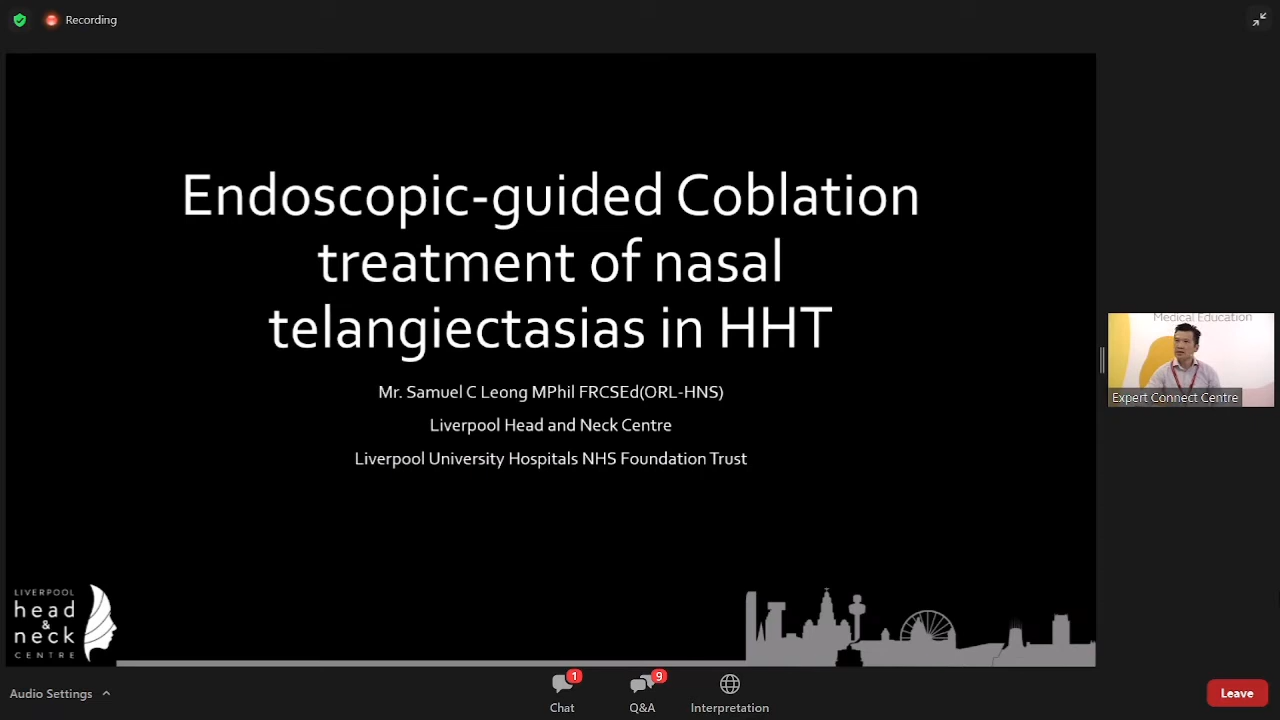 Recording
Endoscopic-guided Coblation
treatment of nasal
telangiectasias in HHT
Mr. Samuel C Leong MPhil FRCSEd(ORL-HNS)
Liverpool Head and Neck Centre
Liverpool University Hospitals NHS Foundation Trust
Medical Education
Expert Connect Centre
LIVERPOOL
head
&
neck
CENTRE
Audio Settings
1
Chat
9
Q&A
Interpretation
Leave